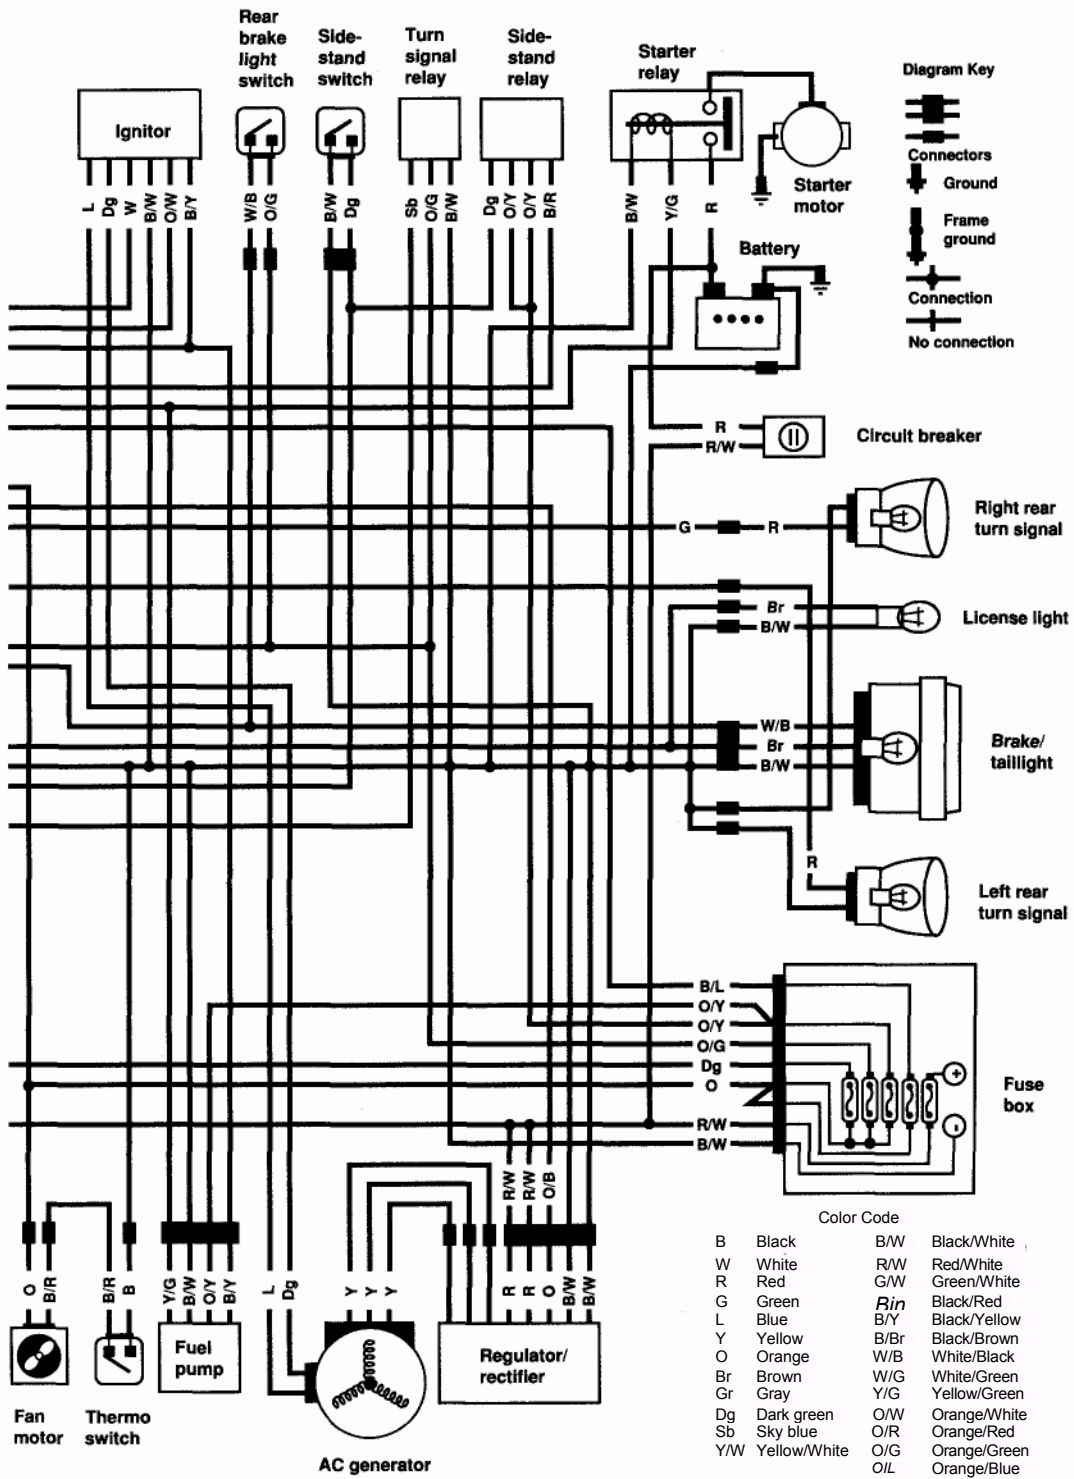 Rear
brake
light
switch
Side-
stand
switch
Turn
signal
relay
Side-
stand
relay
Starter
relay
Diagram Key
Ignitor
Connectors
Ground
Starter
motor
L Dg W B/W O/W B/Y
W/B O/G
B/W Dg
Sb O/G B/W
Dg O/Y O/Y B/R
B/W Y/G R
Frame
ground
Battery
Connection
No connection
R
R/W
Circuit breaker
Right rear
turn signal
G R
Br
B/W
License light
W/B
Br
B/W
Brake/
taillight
R
Left rear
turn signal
B/L
O/Y
O/Y
O/G
Dg
O
R/W
B/W
+
-
Fuse
box
R/W R/W O/B
O B/R
B/R B
Y/G B/W O/Y B/Y
L Dg
Y Y Y
R R O B/W B/W
Fan
motor
Thermo
switch
Fuel
pump
AC generator
Regulator/
rectifier
Color Code
B Black B/W Black/White
W White R/W Red/White
R Red G/W Green/White
G Green Rin Black/Red
L Blue B/Y Black/Yellow
Y Yellow B/Br Black/Brown
O Orange W/B White/Black
Br Brown W/G White/Green
Gr Gray Y/G Yellow/Green
Dg Dark green O/W Orange/White
Sb Sky blue O/R Orange/Red
Y/W Yellow/White O/G Orange/Green
OIL Orange/Blue